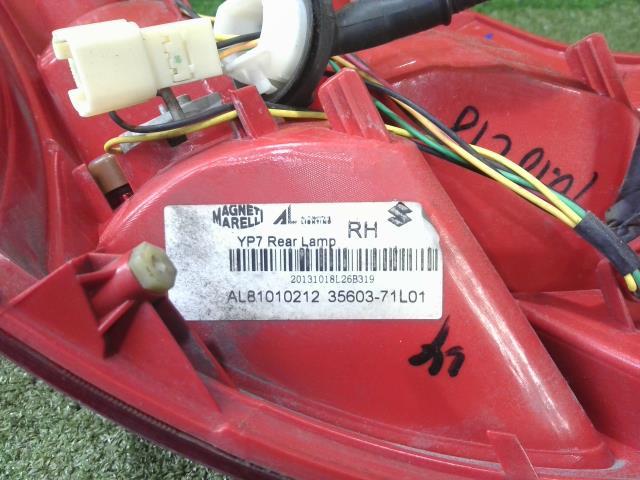 MAGNETI
MARELLI
AL
RH
YP7 Rear Lamp
20131018L26B319
AL81010212 35603-71L01